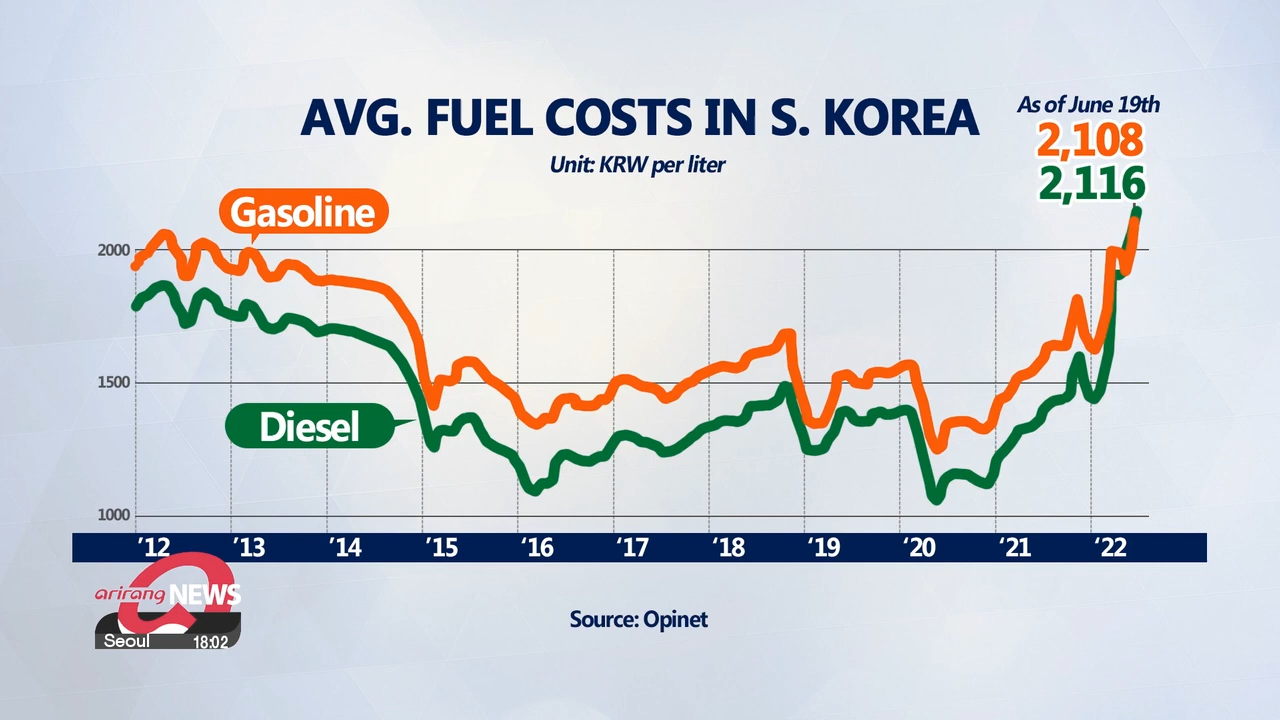 AVG. FUEL COSTS IN S. KOREA
As of June 19th
2,108
2,116
Unit: KRW per liter
Gasoline
2000
1500
Diesel
1000
'12 '13 '14 '15 '16 '17 '18 '19 '20 '21 '22
arirang NEWS
Seoul 18:02
Source: Opinet